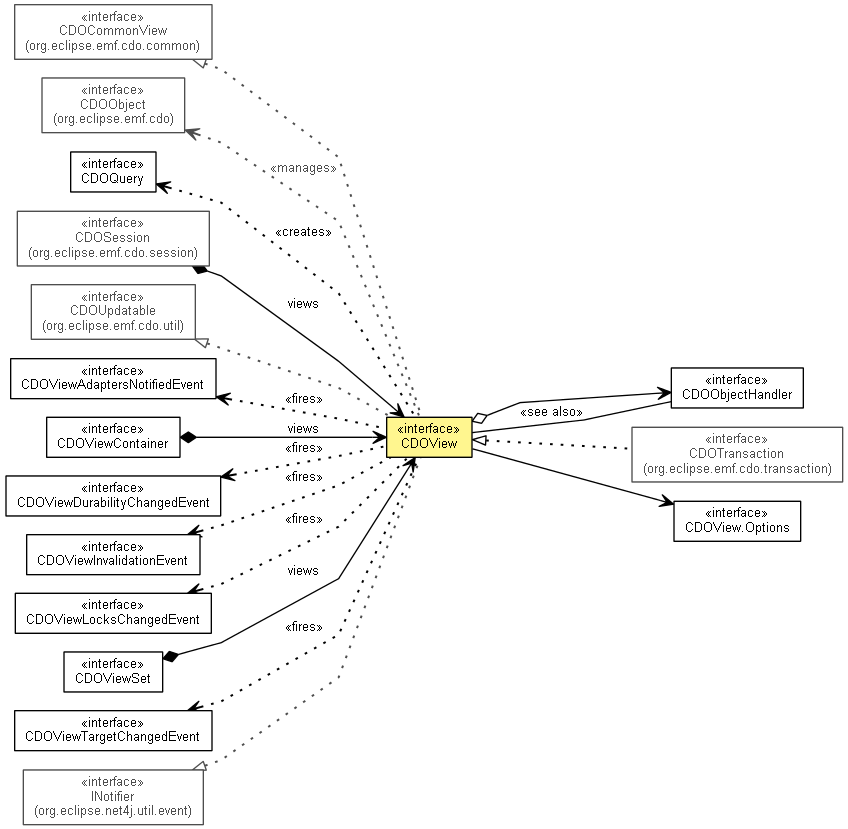 «interface»
CDOCommonView
(org.eclipse.emf.cdo.common)
«interface»
CDOObject
(org.eclipse.emf.cdo)
«interface»
CDOQuery
«interface»
CDOSession
(org.eclipse.emf.cdo.session)
«interface»
CDOUpdatable
(org.eclipse.emf.cdo.util)
«interface»
CDOViewAdaptersNotifiedEvent
«interface»
CDOViewContainer
«interface»
CDOViewDurabilityChangedEvent
«interface»
CDOViewInvalidationEvent
«interface»
CDOViewLocksChangedEvent
«interface»
CDOViewSet
«interface»
CDOViewTargetChangedEvent
«interface»
INotifier
(org.eclipse.net4j.util.event)
«manages»
«creates»
views
«fires»
views
«fires»
«fires»
«fires»
views
«fires»
«interface»
CDOView
«see also»
«interface»
CDOObjectHandler
«interface»
CDOTransaction
(org.eclipse.emf.cdo.transaction)
«interface»
CDOView.Options